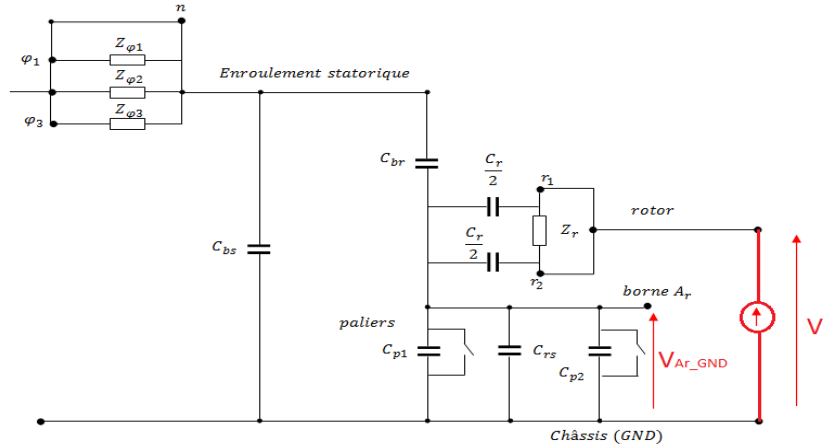 n
Zφ1
φ1
Zφ2
Zφ3
φ3
Enroulement statorique
Cbr
Cr
2
r1
Zr
rotor
Cr
2
r2
Cbs
borne Ar
paliers
Cp1
Crs
Cp2
VAr_GND
V
Châssis (GND)